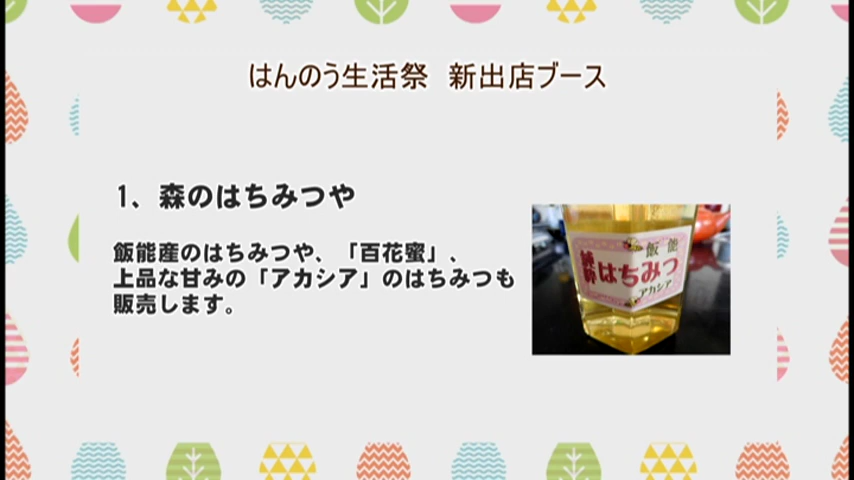 はんのう生活祭　新出店ブース
1、森のはちみつや
飯能産のはちみつや、「百花蜜」、
上品な甘みの「アカシア」のはちみつも
販売します。
飯能
純粋
はちみつ
アカシア